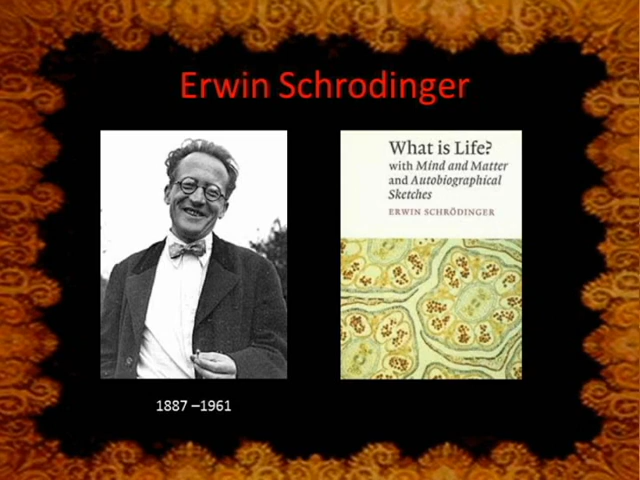 Erwin Schrodinger
What is Life?
with Mind and Matter
and Autobiographical
Sketches
ERWIN SCHRÖDINGER
1887 –1961